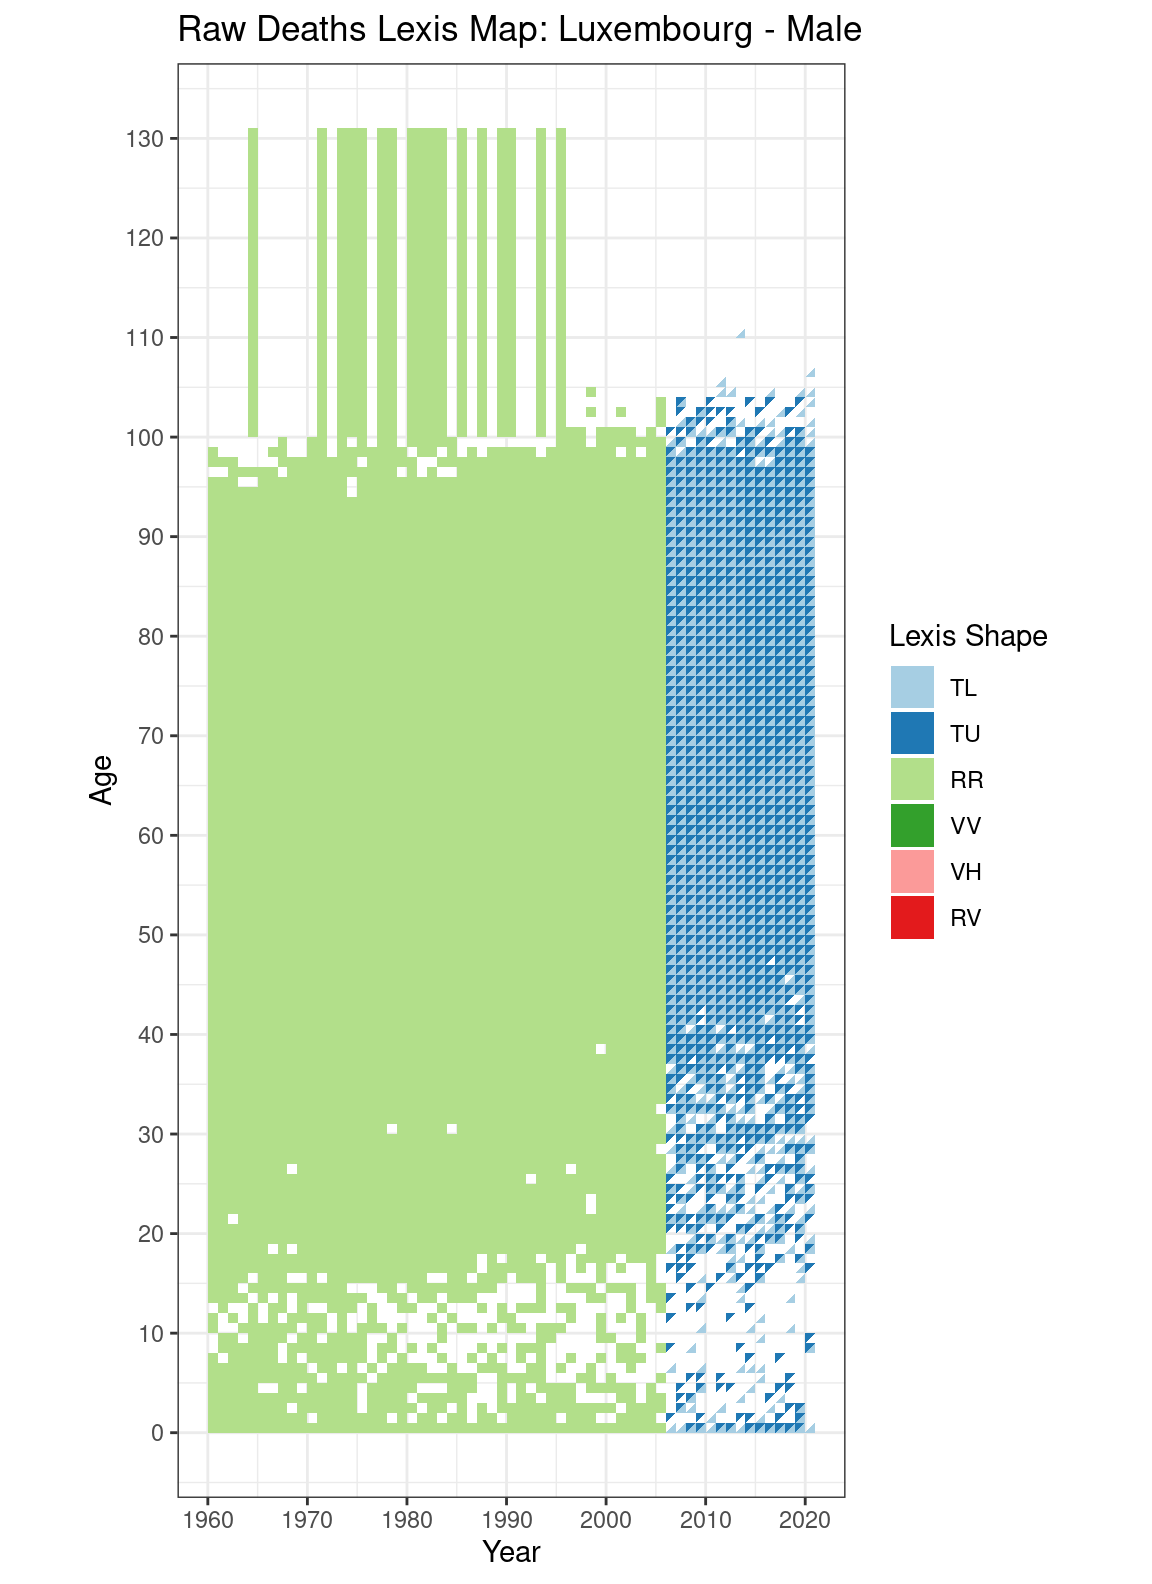 Raw Deaths Lexis Map: Luxembourg - Male
130
120
110
100
90
80
70
60
50
40
30
20
10
0
Age
1960 1970 1980 1990 2000 2010 2020
Year
Lexis Shape
TL
TU
RR
VV
VH
RV